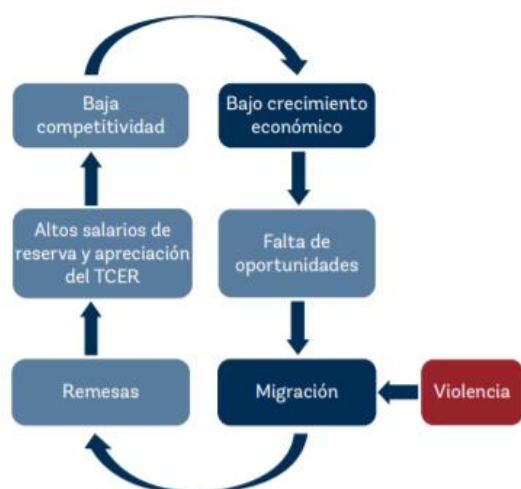 Baja
competitividad
Bajo crecimiento
económico
Altos salarios de
reserva y apreciación
del TCER
Falta de
oportunidades
Remesas
Migración
Violencia